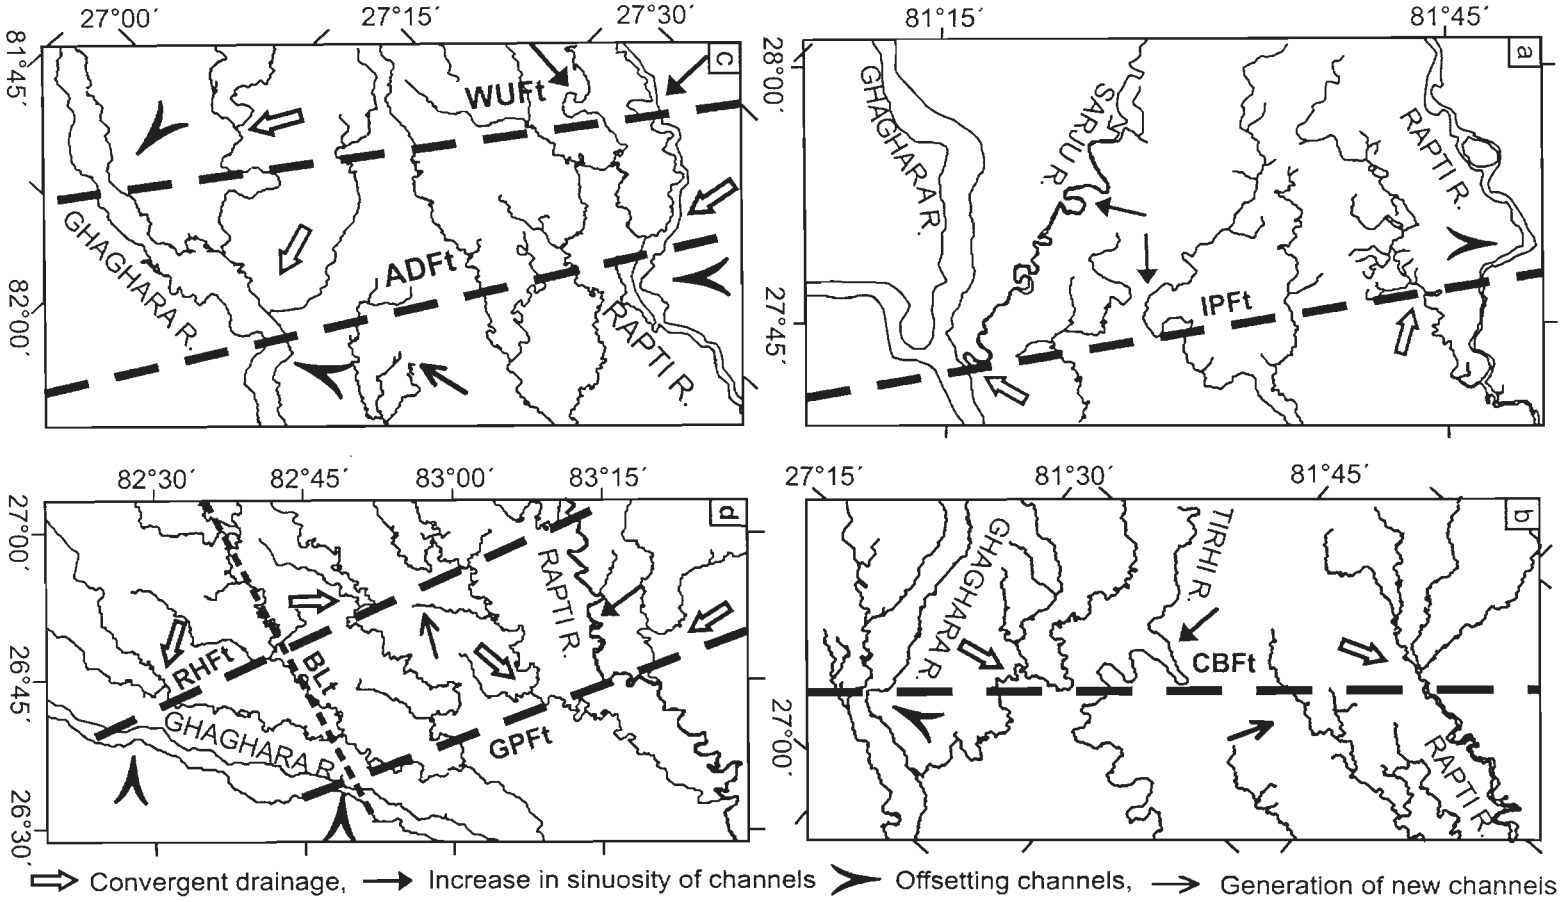 27°00´ 27°15´ 27°30´
81°45´
82°00´
c
WUFt
ADFt
GHAGHARA R.
RAPTI R.
81°15´ 81°45´
28°00´
27°45´
a
GHAGHARA R.
SARJU R.
RAPTI R.
IPFt
82°30´ 82°45´ 83°00´ 83°15´
27°00´
26°45´
26°30´
d
RHFt
BLt
GPFt
RAPTI R.
GHAGHARA R.
27°15´ 81°30´ 81°45´
27°00´
b
GHAGHARA R.
TIRHI R.
CBFt
RAPTI R.
Convergent drainage, Increase in sinuosity of channels Offsetting channels, Generation of new channels